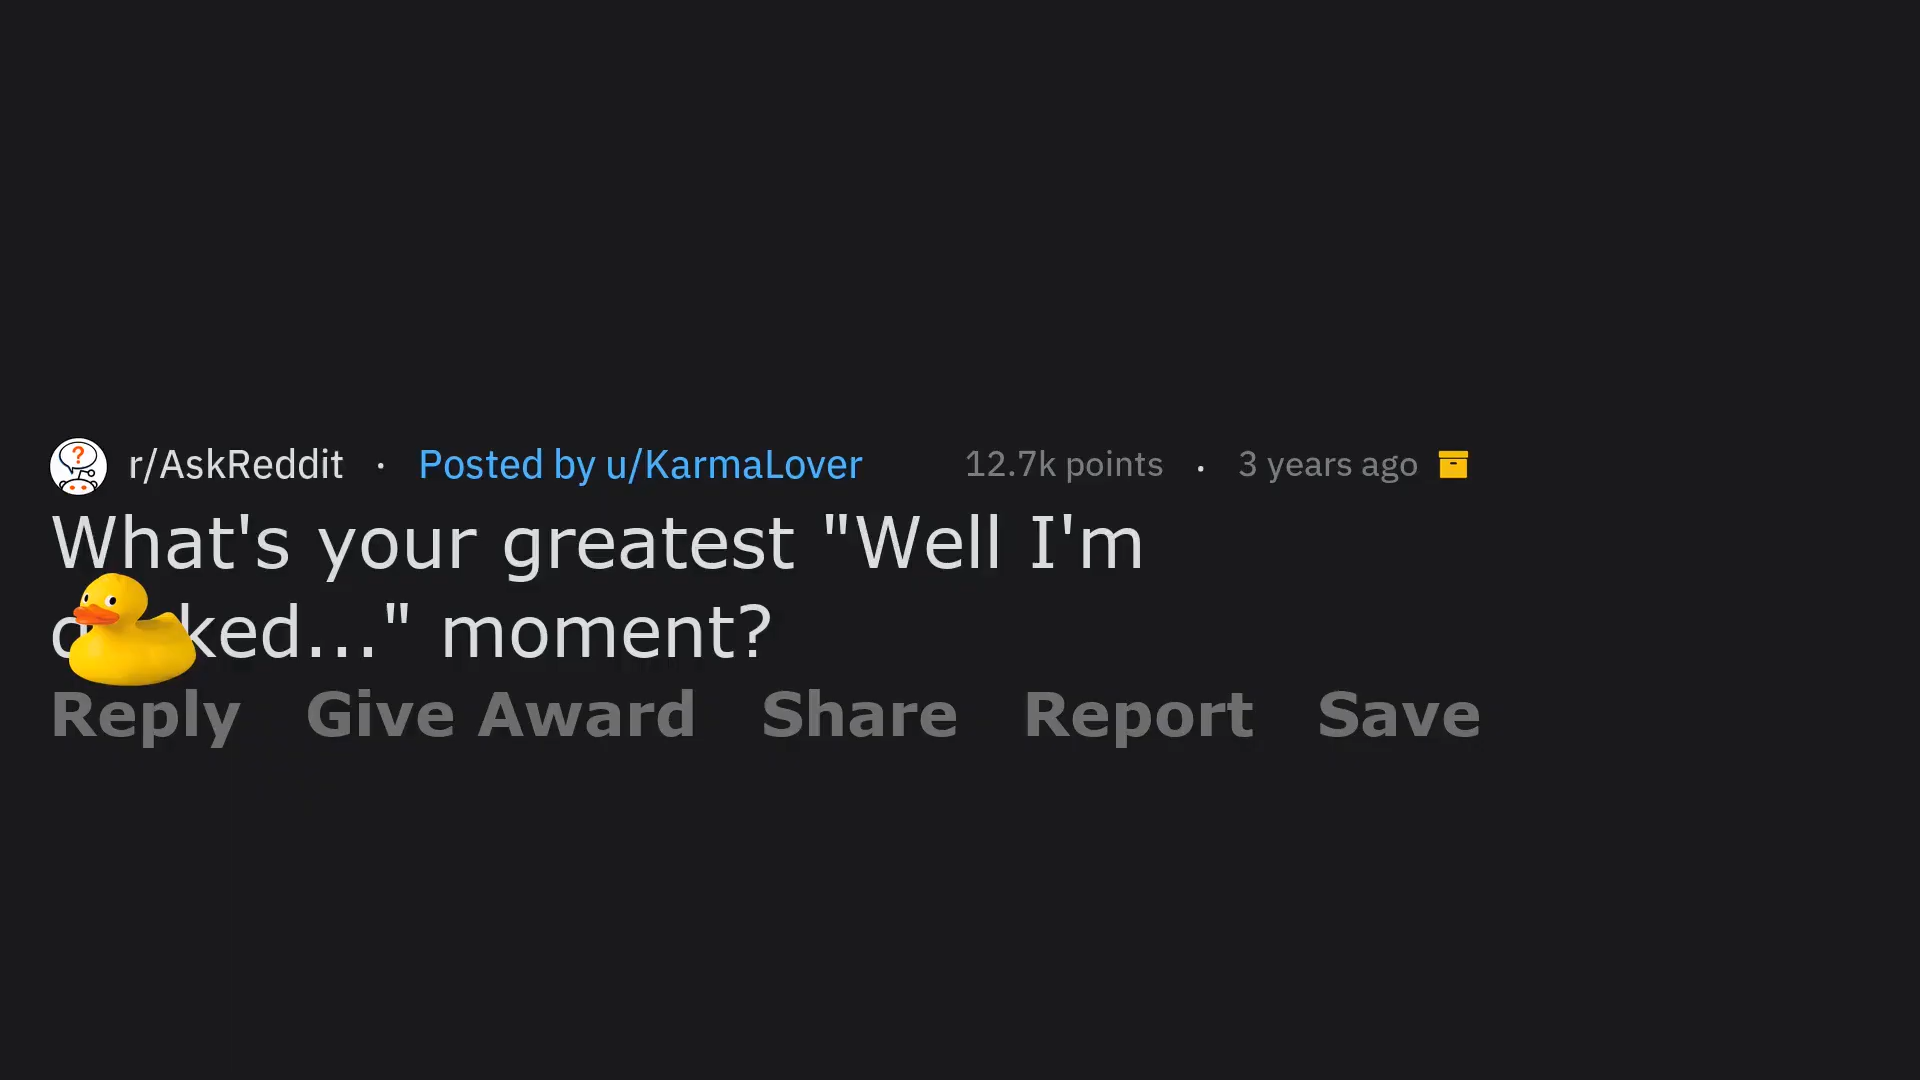 r/AskReddit · Posted by u/KarmaLover 12.7k points . 3 years ago
What's your greatest "Well I'm
ked..." moment?
Reply Give Award Share Report Save